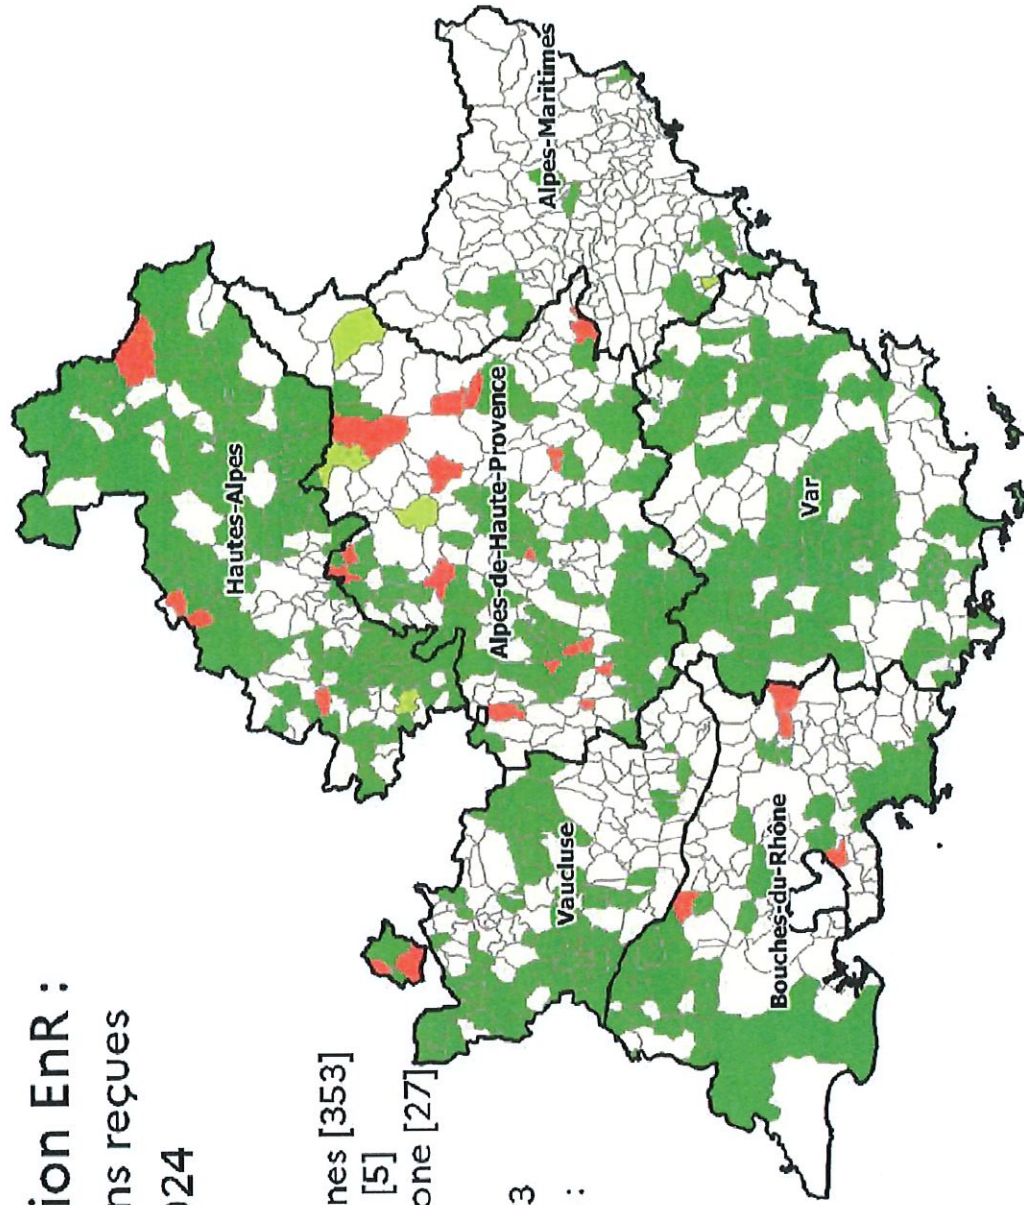 ion EnR :
ns reçues
024
nes [353]
[5]
one [27]
3
:
Hautes-Alpes
Alpes-Maritimes
Alpes-de-Haute-Provence
Vaucluse
Var
Bouches-du-Rhône